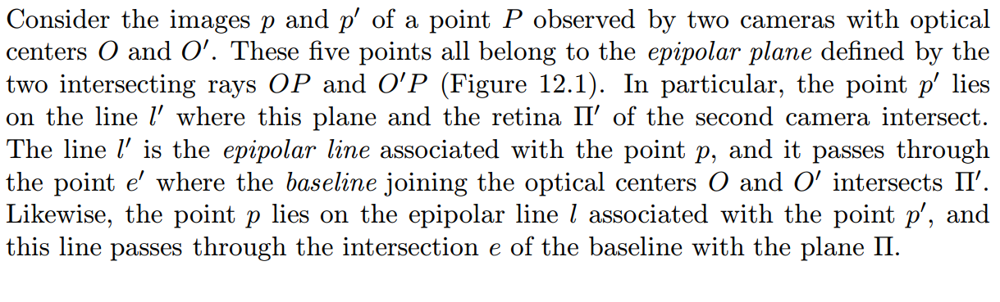 Consider the images p and p′ of a point P observed by two cameras with optical
centers O and O′. These five points all belong to the epipolar plane defined by the
two intersecting rays OP and O′P (Figure 12.1). In particular, the point p′ lies
on the line l′ where this plane and the retina Π′ of the second camera intersect.
The line l′ is the epipolar line associated with the point p, and it passes through
the point e′ where the baseline joining the optical centers O and O′ intersects Π′.
Likewise, the point p lies on the epipolar line l associated with the point p′, and
this line passes through the intersection e of the baseline with the plane Π.